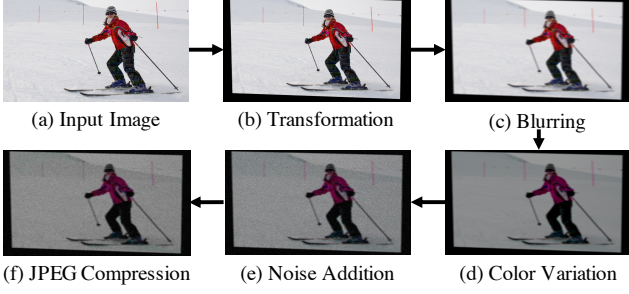 (a) Input Image
(b) Transformation
(c) Blurring
(f) JPEG Compression
(e) Noise Addition
(d) Color Variation